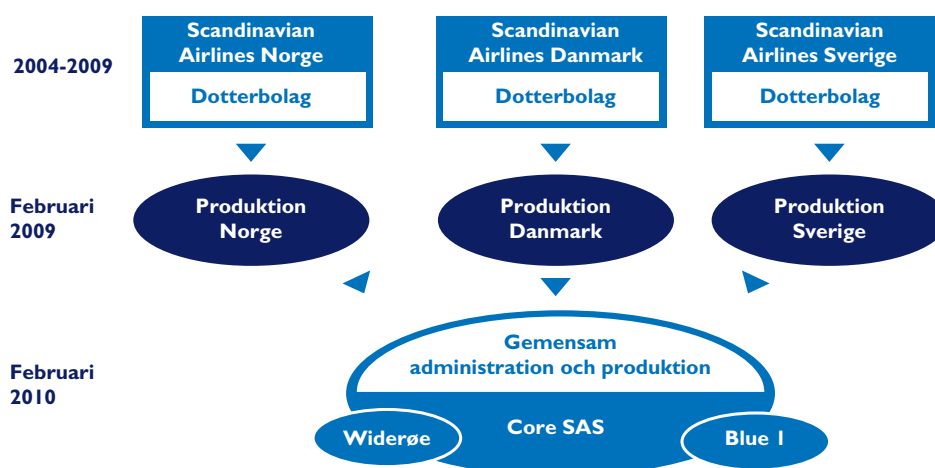 2004-2009
Scandinavian
Airlines Norge
Dotterbolag
Scandinavian
Airlines Danmark
Dotterbolag
Scandinavian
Airlines Sverige
Dotterbolag
Februari
2009
Produktion
Norge
Produktion
Danmark
Produktion
Sverige
Februari
2010
Gemensam
administration och produktion
Widerøe
Core SAS
Blue 1